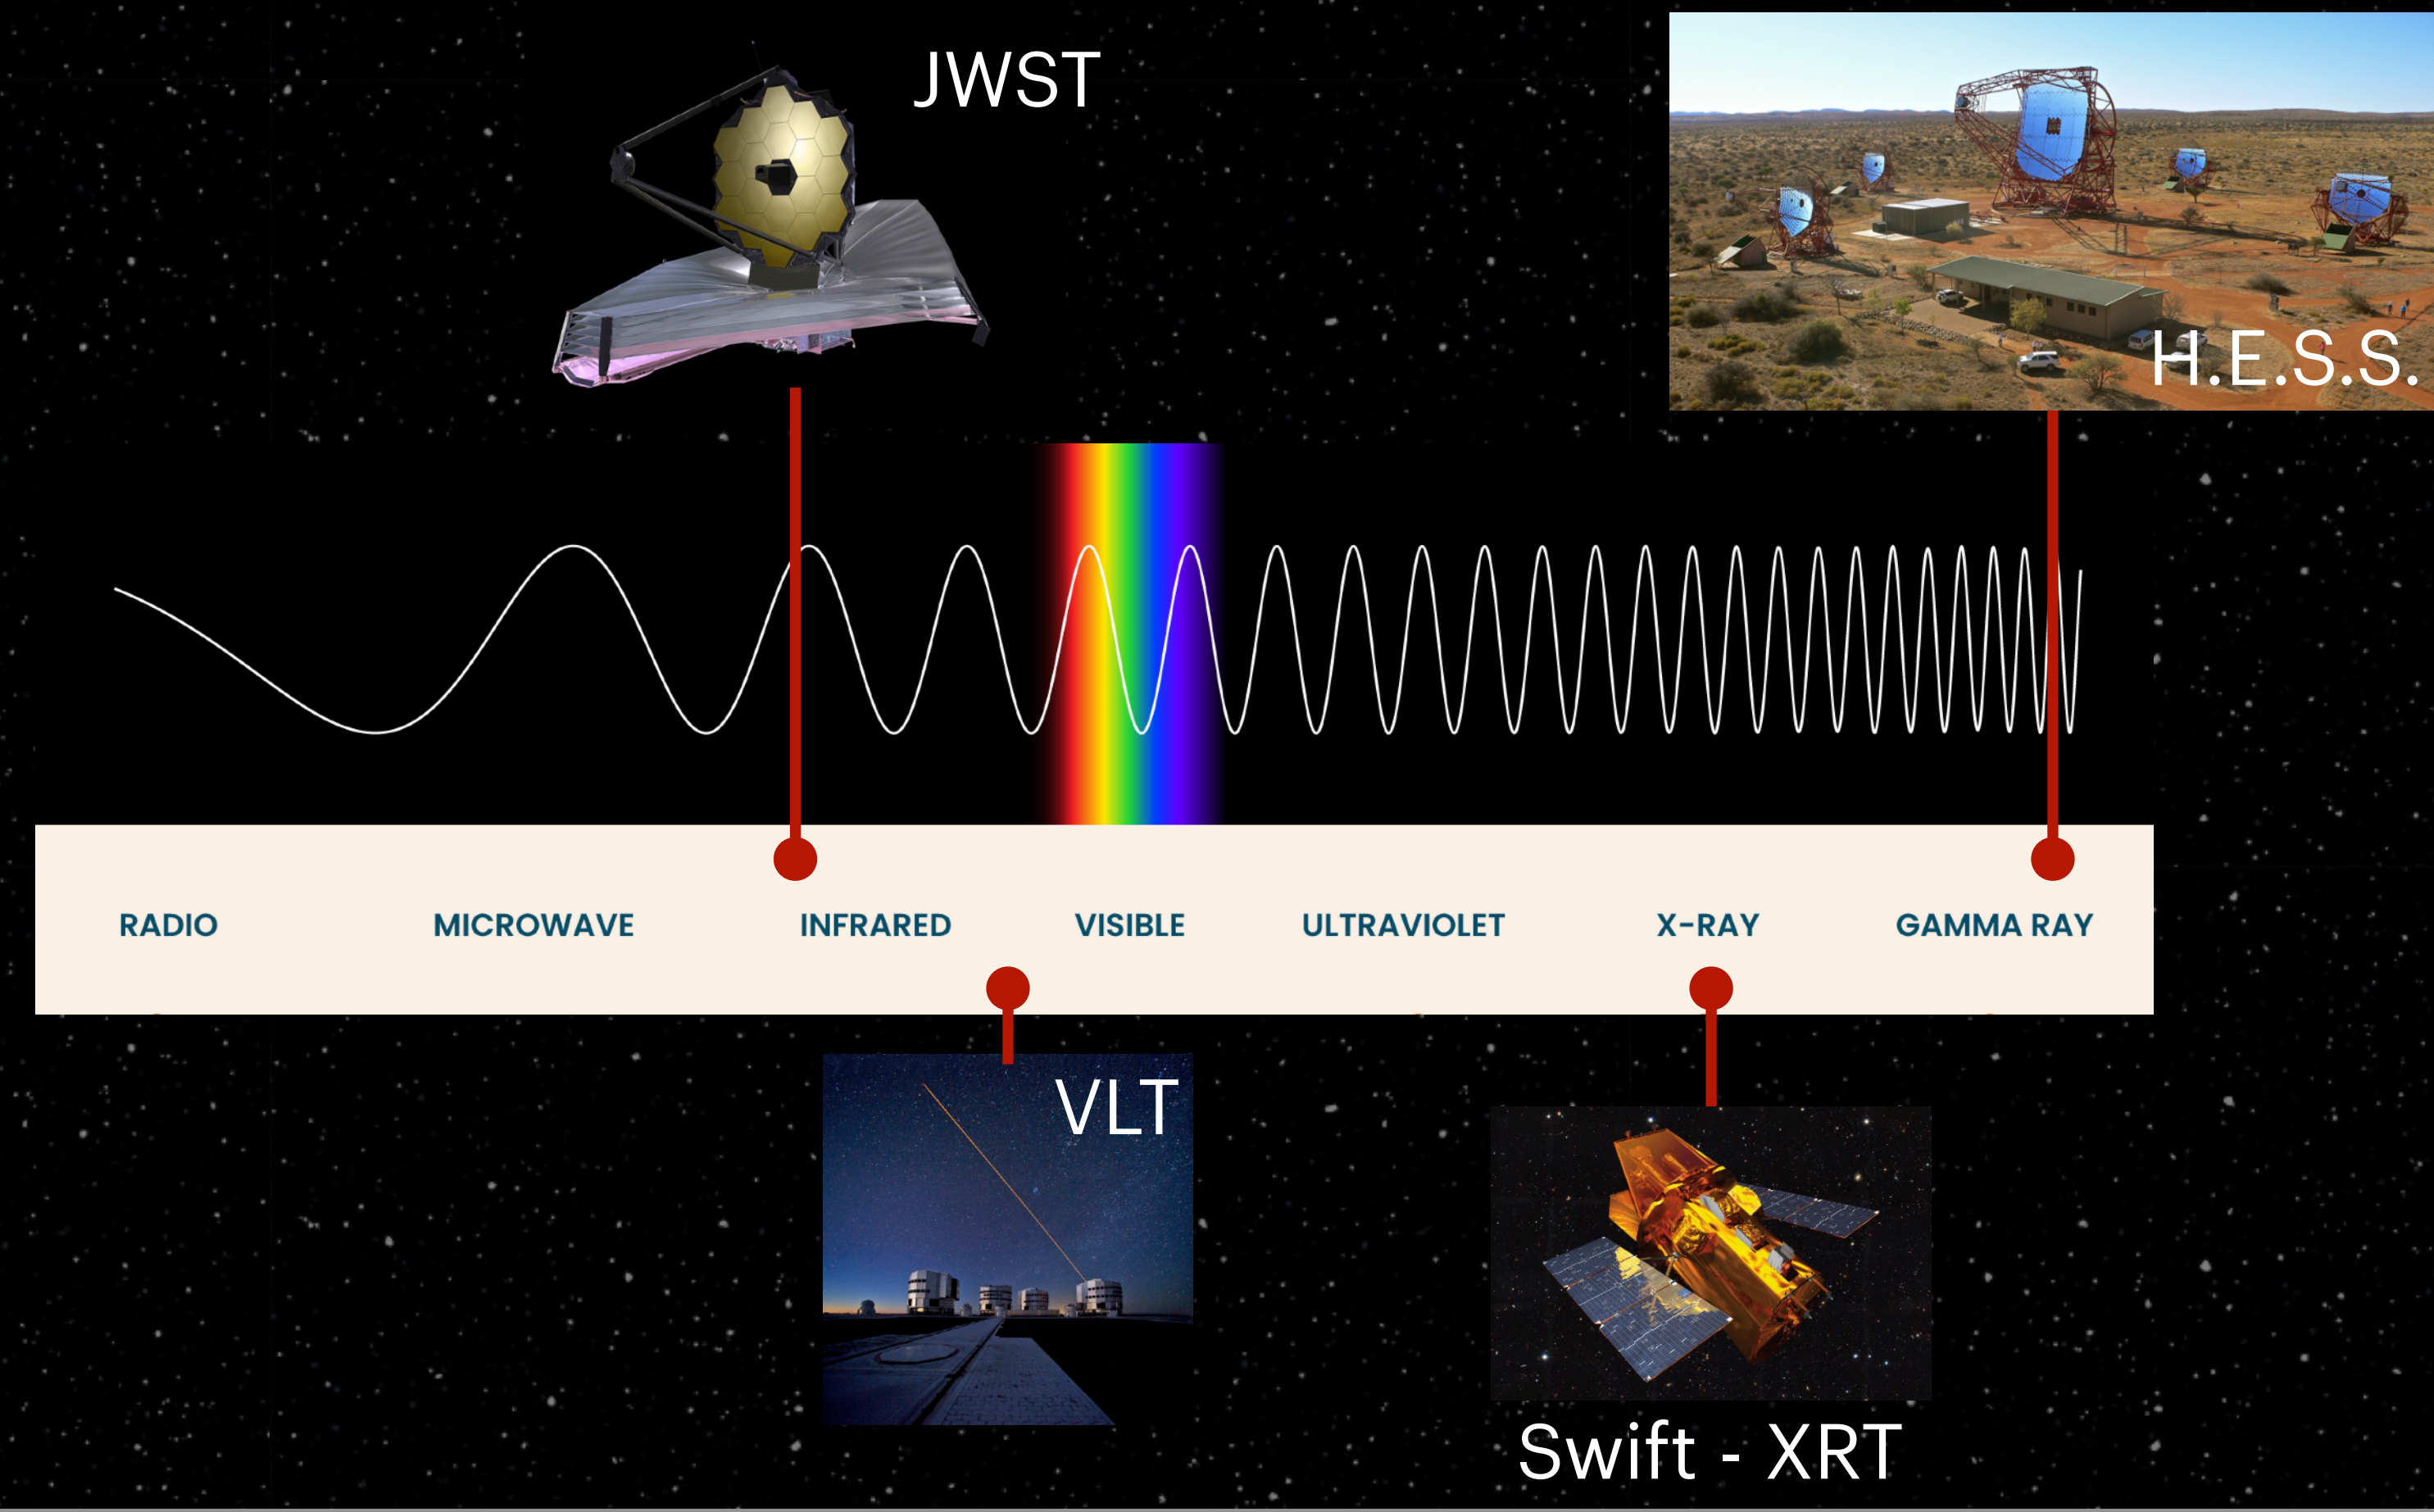 JWST
H.E.S.S.
RADIO MICROWAVE INFRARED VISIBLE ULTRAVIOLET X-RAY GAMMA RAY
VLT
Swift - XRT